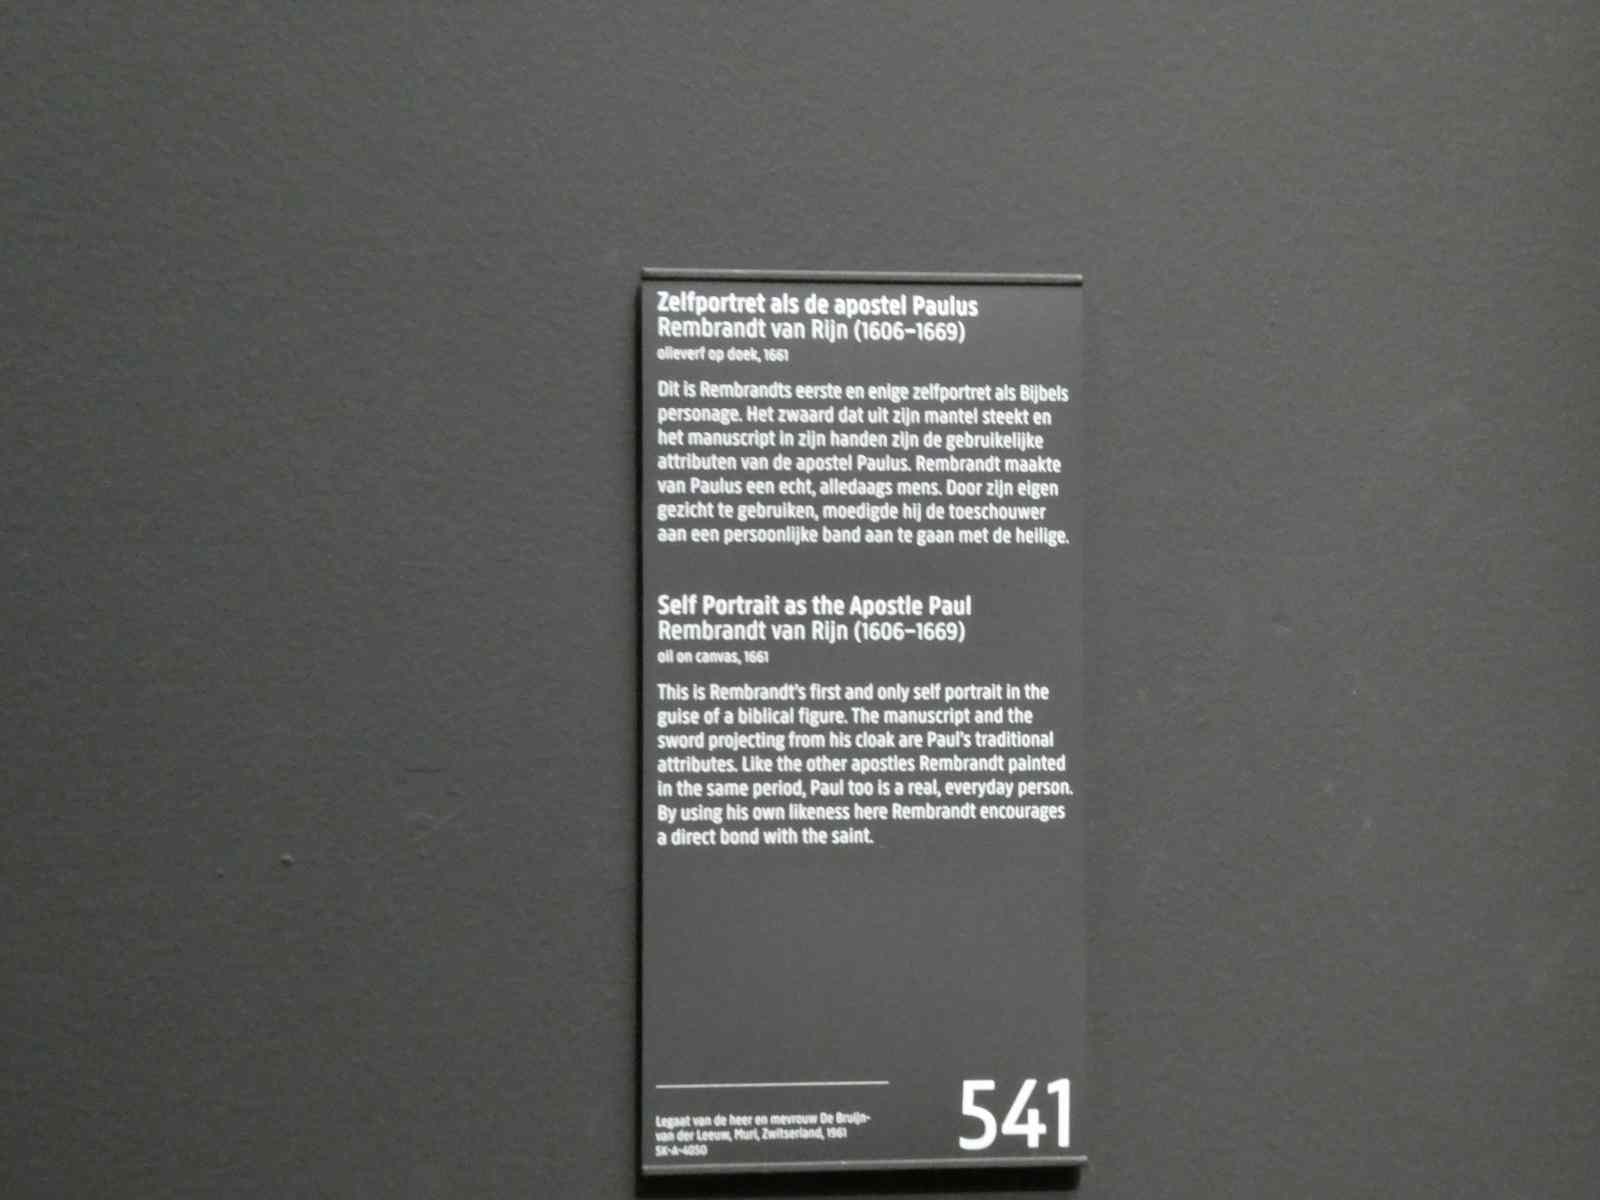 Zelfportret als de apostel Paulus
Rembrandt van Rijn (1606–1669)
olieverf op doek, 1661
Dit is Rembrandts eerste en enige zelfportret als Bijbels
personage. Het zwaard dat uit zijn mantel steekt en
het manuscript in zijn handen zijn de gebruikelijke
attributen van de apostel Paulus. Rembrandt maakte
van Paulus een echt, alledaags mens. Door zijn eigen
gezicht te gebruiken, moedigde hij de toeschouwer
aan een persoonlijke band aan te gaan met de heilige.
Self Portrait as the Apostle Paul
Rembrandt van Rijn (1606–1669)
oil on canvas, 1661
This is Rembrandt's first and only self portrait in the
guise of a biblical figure. The manuscript and the
sword projecting from his cloak are Paul's traditional
attributes. Like the other apostles Rembrandt painted
in the same period, Paul too is a real, everyday person.
By using his own likeness here Rembrandt encourages
a direct bond with the saint.
Legaat van de heer en mevrouw De Bruijn-
van der Leeuw, Muri, Zwitserland, 1961
SK-A-4050
541